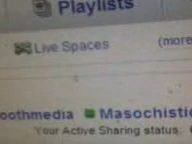 Playlists
Live Spaces
(more
oothmedia Masochistic
Your Active Sharing status.